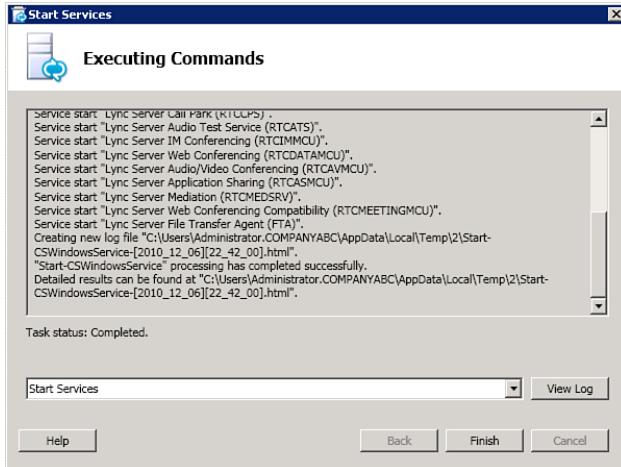 Start Services
Executing Commands
Service start "Lync Server Call Park (RTCCPS)".
Service start "Lync Server Audio Test Service (RTCATS)".
Service start "Lync Server IM Conferencing (RTCIMMCU)".
Service start "Lync Server Web Conferencing (RTCDATAMCU)".
Service start "Lync Server Audio/Video Conferencing (RTCAVMCU)".
Service start "Lync Server Application Sharing (RTCASMCU)".
Service start "Lync Server Mediation (RTCMEDSRV)".
Service start "Lync Server Web Conferencing Compatibility (RTCMEETINGMCU)".
Service start "Lync Server File Transfer Agent (FTA)".
Creating new log file "C:\Users\Administrator.COMPANYABC\AppData\Local\Temp\2\Start-
CSWindowsService-[2010_12_06][22_42_00].html".
"Start-CSWindowsService" processing has completed successfully.
Detailed results can be found at "C:\Users\Administrator.COMPANYABC\AppData\Local\Temp\2\Start-
CSWindowsService-[2010_12_06][22_42_00].html".
Task status: Completed.
Start Services
View Log
Help
Back
Finish
Cancel